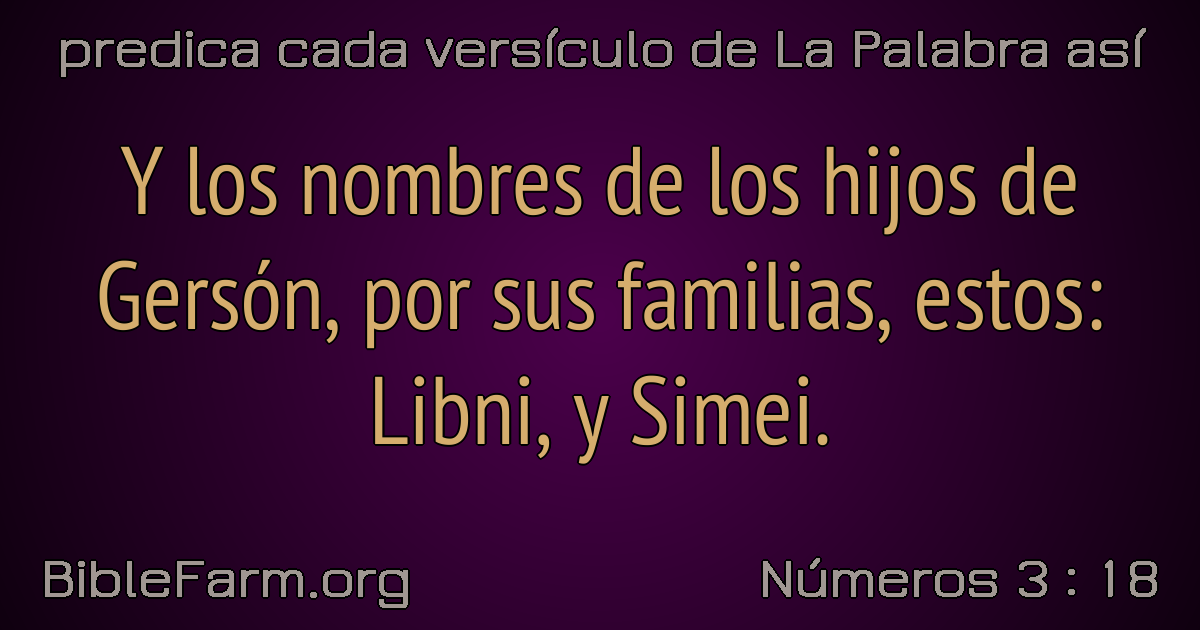 predica cada versículo de La Palabra así
Y los nombres de los hijos de
Gersón, por sus familias, estos:
Libni, y Simei.
BibleFarm.org
Números 3 : 18